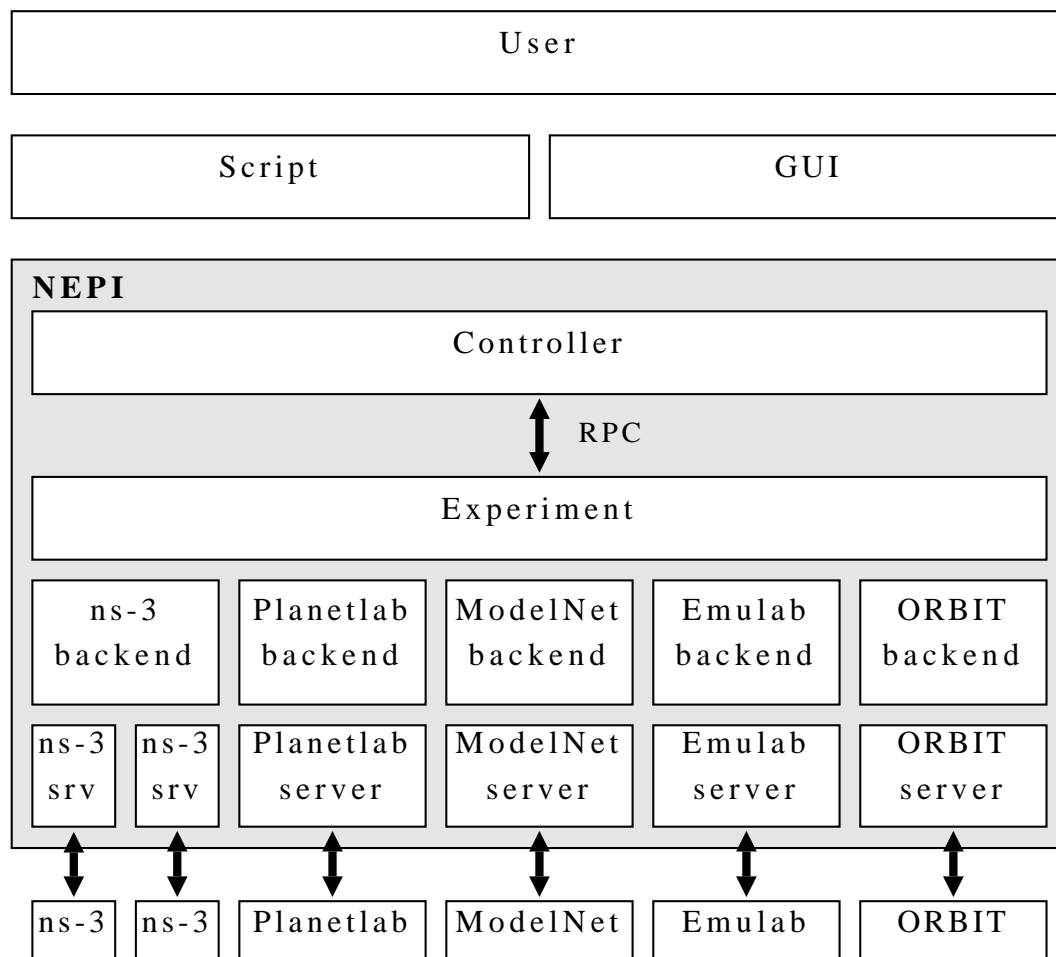 User
Script GUI
NEPI
Controller
RPC
Experiment
ns-3 Planetlab ModelNet Emulab ORBIT
backend backend backend backend backend
ns-3 ns-3 Planetlab ModelNet Emulab ORBIT
srv srv server server server server
ns-3 ns-3 Planetlab ModelNet Emulab ORBIT